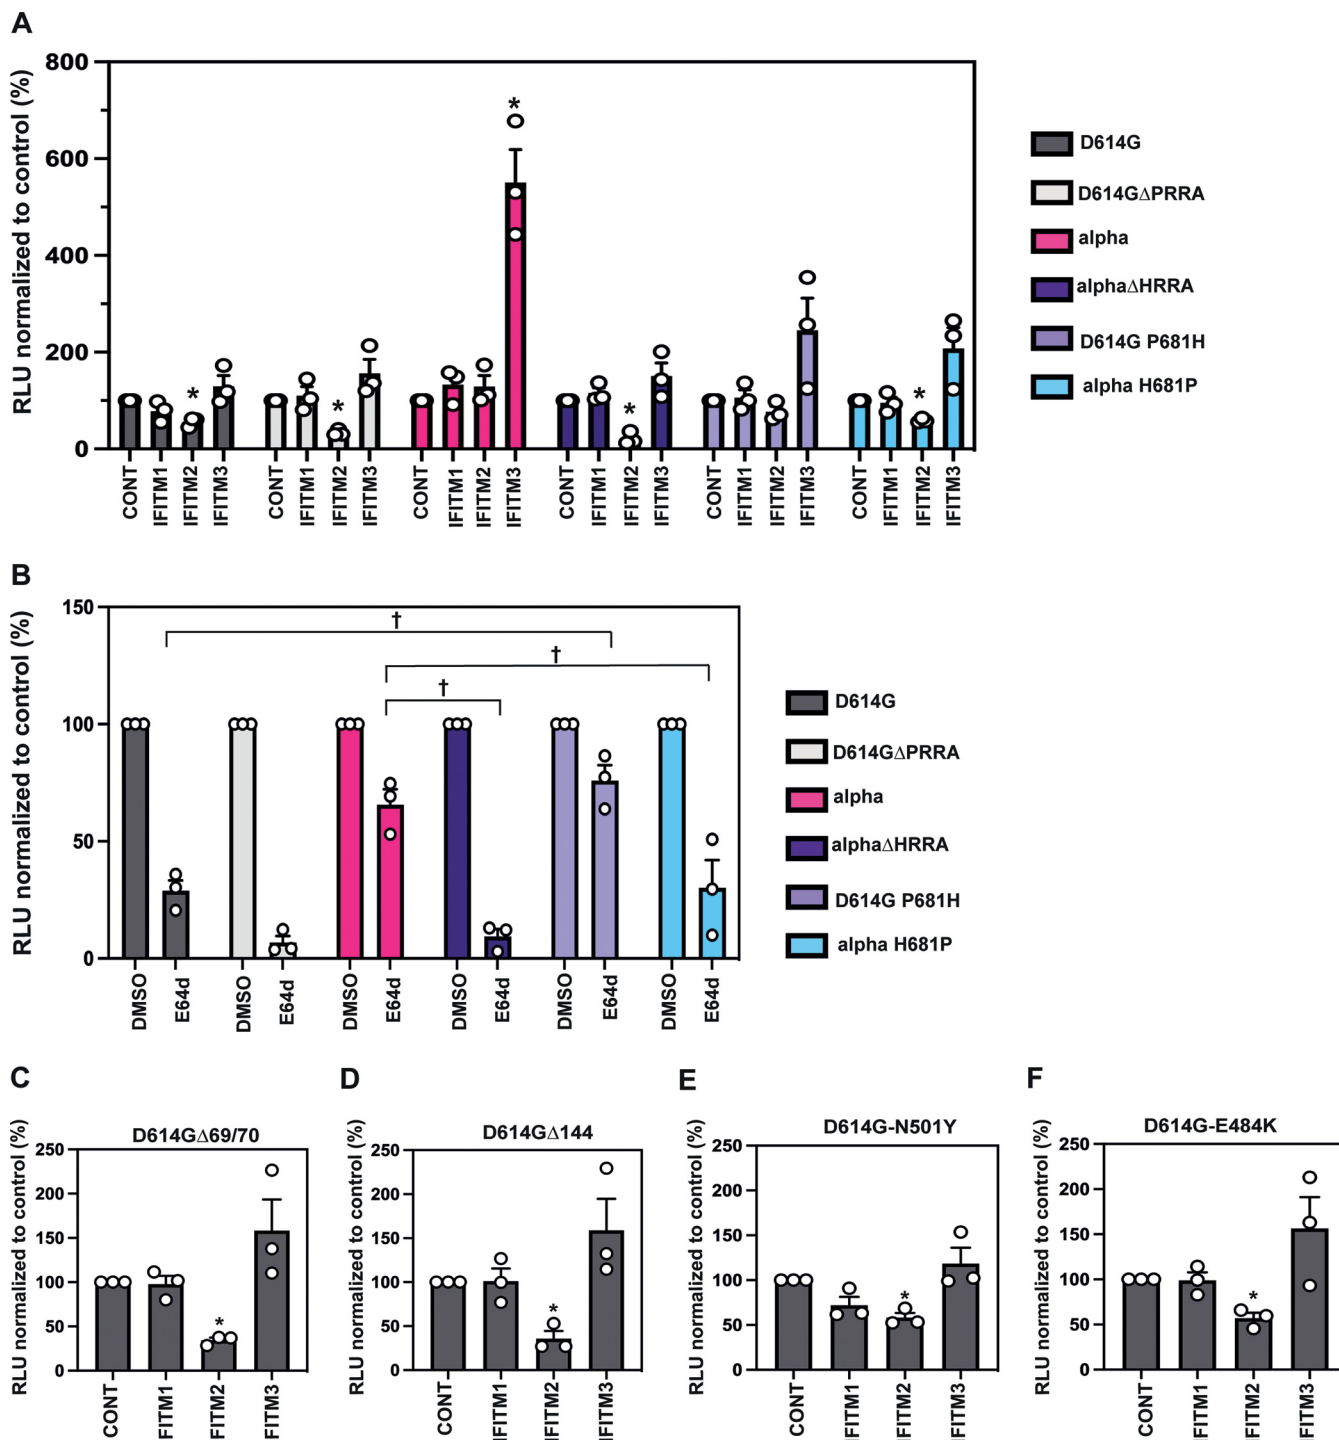 A
RLU normalized to control (%)
800
600
400
200
0
*
*
*
*
*
CONT
IFITM1
IFITM2
IFITM3
CONT
IFITM1
IFITM2
IFITM3
CONT
IFITM1
IFITM2
IFITM3
CONT
IFITM1
IFITM2
IFITM3
CONT
IFITM1
IFITM2
IFITM3
CONT
IFITM1
IFITM2
IFITM3
D614G
D614GΔPRRA
alpha
alphaΔHRRA
D614G P681H
alpha H681P
B
RLU normalized to control (%)
150
100
50
0
†
†
†
DMSO
E64d
DMSO
E64d
DMSO
E64d
DMSO
E64d
DMSO
E64d
DMSO
E64d
D614G
D614GΔPRRA
alpha
alphaΔHRRA
D614G P681H
alpha H681P
C
D614GΔ69/70
RLU normalized to control (%)
250
200
150
100
50
0
*
CONT
FITM1
FITM2
FITM3
D
D614GΔ144
RLU normalized to control (%)
250
200
150
100
50
0
*
CONT
IFITM1
IFITM2
IFITM3
E
D614G-N501Y
RLU normalized to control (%)
250
200
150
100
50
0
*
CONT
IFITM1
IFITM2
IFITM3
F
D614G-E484K
RLU normalized to control (%)
250
200
150
100
50
0
*
CONT
IFITM1
IFITM2
IFITM3